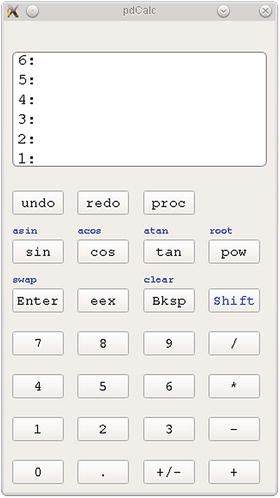 pdCalc
6:
5:
4:
3:
2:
1:
undo redo proc
asin acos atan root
sin cos tan pow
swap clear
Enter eex Bksp Shift
7 8 9 /
4 5 6 *
1 2 3 -
0 . +/- +